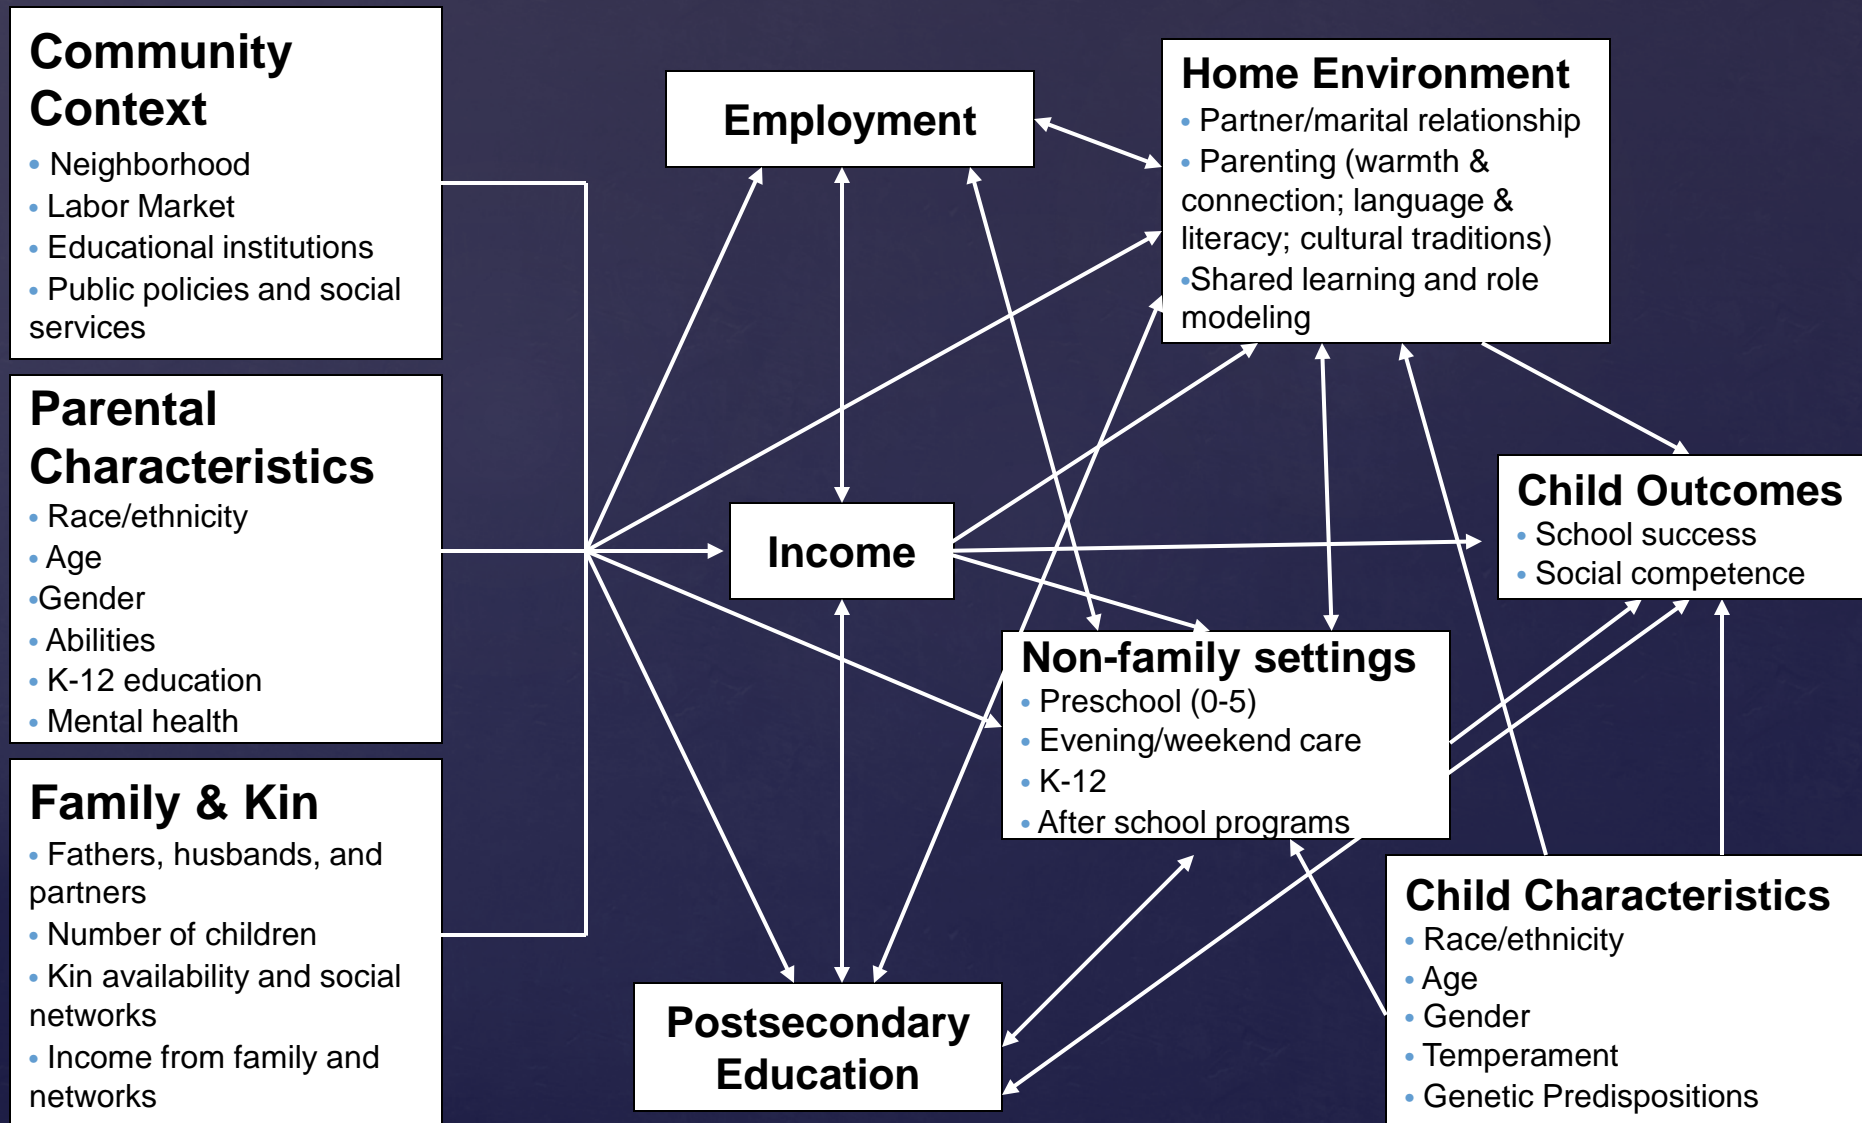 Community
Context
• Neighborhood
• Labor Market
• Educational institutions
• Public policies and social
services
Parental
Characteristics
• Race/ethnicity
• Age
•Gender
• Abilities
• K-12 education
• Mental health
Family & Kin
• Fathers, husbands, and
partners
• Number of children
• Kin availability and social
networks
• Income from family and
networks
Employment
Income
Postsecondary
Education
Home Environment
• Partner/marital relationship
• Parenting (warmth &
connection; language &
literacy; cultural traditions)
•Shared learning and role
modeling
Non-family settings
• Preschool (0-5)
• Evening/weekend care
• K-12
• After school programs
Child Outcomes
• School success
• Social competence
Child Characteristics
• Race/ethnicity
• Age
• Gender
• Temperament
• Genetic Predispositions